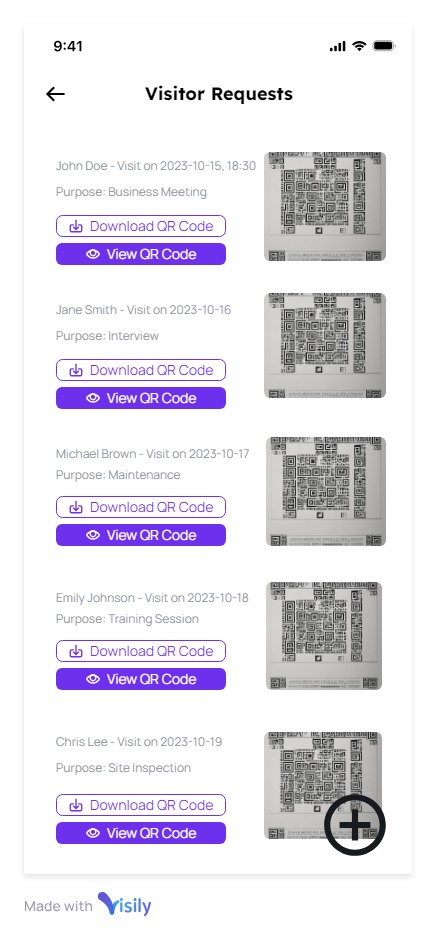 9:41
Visitor Requests
John Doe - Visit on 2023-10-15, 18:30
Purpose: Business Meeting
Download QR Code
View QR Code
Jane Smith - Visit on 2023-10-16
Purpose: Interview
Download QR Code
View QR Code
Michael Brown - Visit on 2023-10-17
Purpose: Maintenance
Download QR Code
View QR Code
Emily Johnson - Visit on 2023-10-18
Purpose: Training Session
Download QR Code
View QR Code
Chris Lee - Visit on 2023-10-19
Purpose: Site Inspection
Download QR Code
View QR Code
Made with Visily